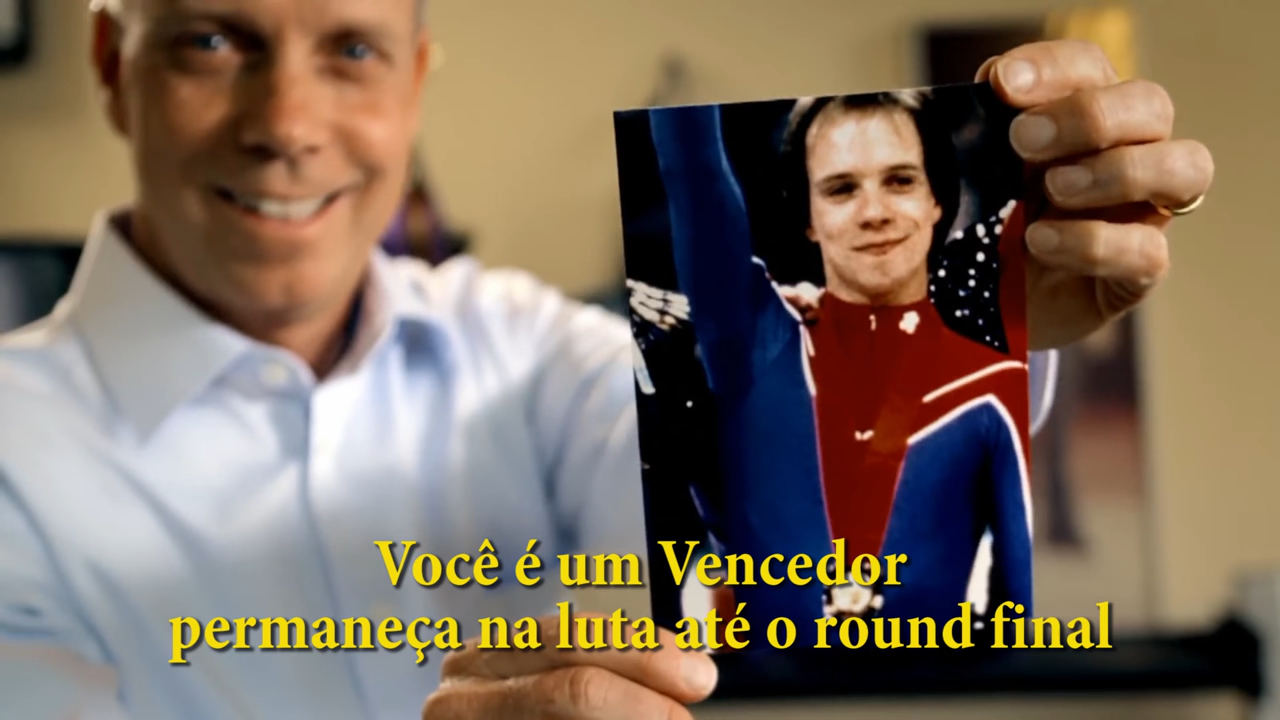 Você é um Vencedor
permaneça na luta até o round final